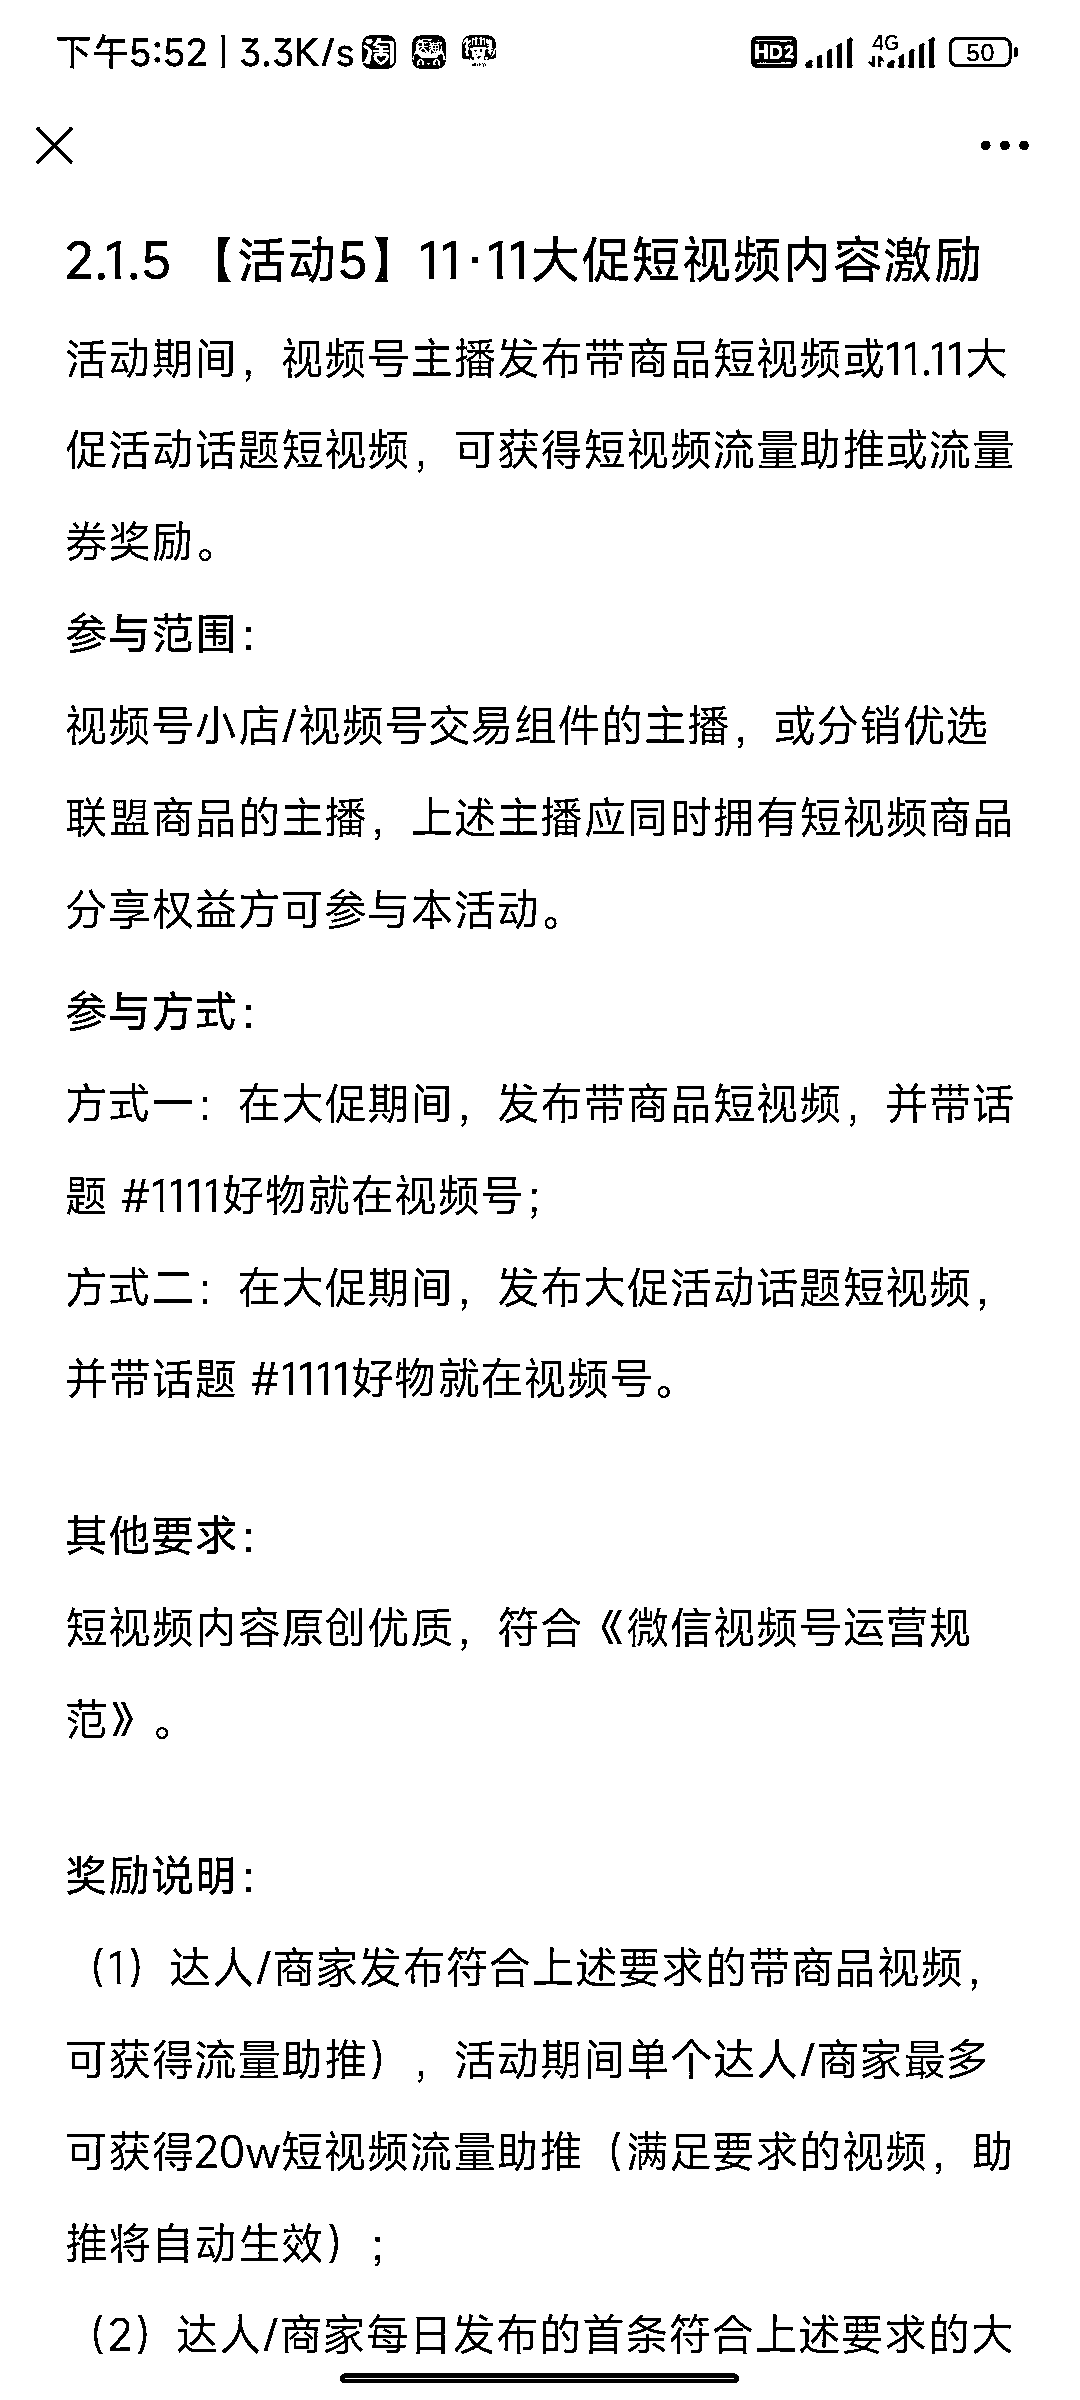 下午5:52 | 3.3K/s 淘
HD2 4G 50
2.1.5 【活动5】11·11大促短视频内容激励
活动期间，视频号主播发布带商品短视频或11.11大
促活动话题短视频，可获得短视频流量助推或流量
券奖励。
参与范围：
视频号小店/视频号交易组件的主播，或分销优选
联盟商品的主播，上述主播应同时拥有短视频商品
分享权益方可参与本活动。
参与方式：
方式一：在大促期间，发布带商品短视频，并带话
题 #1111好物就在视频号；
方式二：在大促期间，发布大促活动话题短视频，
并带话题 #1111好物就在视频号。
其他要求：
短视频内容原创优质，符合《微信视频号运营规
范》。
奖励说明：
（1）达人/商家发布符合上述要求的带商品视频，
可获得流量助推），活动期间单个达人/商家最多
可获得20w短视频流量助推（满足要求的视频，助
推将自动生效）；
（2）达人/商家每日发布的首条符合上述要求的大